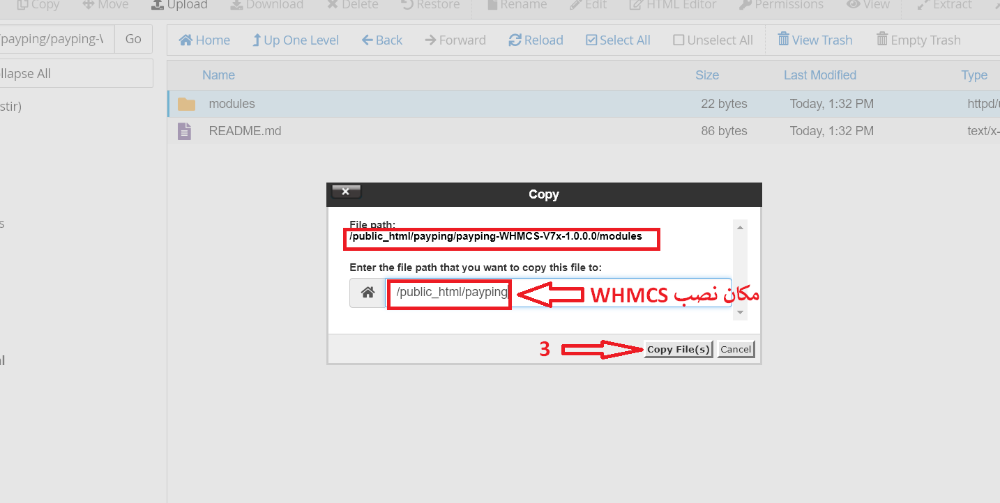 Copy Move Upload Download Delete Restore Rename Edit HTML Editor Permissions View Extract
/payping/payping-W Go
Home Up One Level Back Forward Reload Select All Unselect All View Trash Empty Trash
llapse All
Name Size Last Modified Type
stir)
modules 22 bytes Today, 1:32 PM httpd/u
README.md 86 bytes Today, 1:32 PM text/x-
Copy
File path:
/public_html/payping/payping-WHMCS-V7x-1.0.0.0/modules
Enter the file path that you want to copy this file to:
/public_html/payping
مکان نصب WHMCS
s
3
Copy File(s) Cancel
l